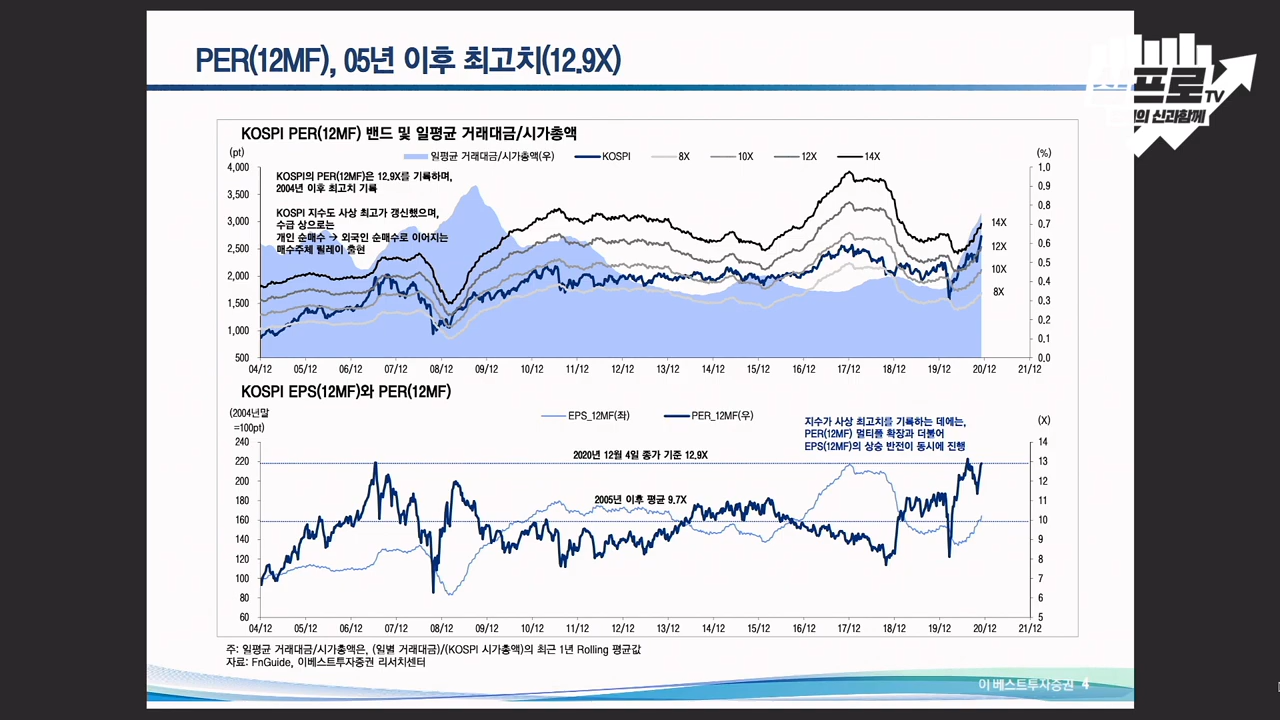 PER(12MF), 05년 이후 최고치(12.9X)
프로TV
의 신과함께
KOSPI PER(12MF) 밴드 및 일평균 거래대금/시가총액
(pt) (%)
일평균 거래대금/시가총액(우) KOSPI 8X 10X 12X 14X
4,000 1.0
3,500 0.9
3,000 0.8
2,500 0.7
2,000 0.6
1,500 0.5
1,000 0.4
500 0.3
0.2
0.1
0.0
KOSPI의 PER(12MF)은 12.9X를 기록하며,
2004년 이후 최고치 기록
KOSPI 지수도 사상 최고가 갱신했으며,
수급 상으로는
개인 순매수 → 외국인 순매수로 이어지는
매수주체 릴레이 출현
14X
12X
10X
8X
04/12 05/12 06/12 07/12 08/12 09/12 10/12 11/12 12/12 13/12 14/12 15/12 16/12 17/12 18/12 19/12 20/12 21/12
KOSPI EPS(12MF)와 PER(12MF)
(2004년말
=100pt)
(X)
EPS_12MF(좌) PER_12MF(우)
지수가 사상 최고치를 기록하는 데에는,
PER(12MF) 멀티플 확장과 더불어
EPS(12MF)의 상승 반전이 동시에 진행
2020년 12월 4일 종가 기준 12.9X
2005년 이후 평균 9.7X
240 14
220 13
200 12
180 11
160 10
140 9
120 8
100 7
80 6
60 5
04/12 05/12 06/12 07/12 08/12 09/12 10/12 11/12 12/12 13/12 14/12 15/12 16/12 17/12 18/12 19/12 20/12 21/12
주: 일평균 거래대금/시가총액은, (일별 거래대금)/(KOSPI 시가총액)의 최근 1년 Rolling 평균값
자료: FnGuide, 이베스트투자증권 리서치센터
이베스트투자증권 4